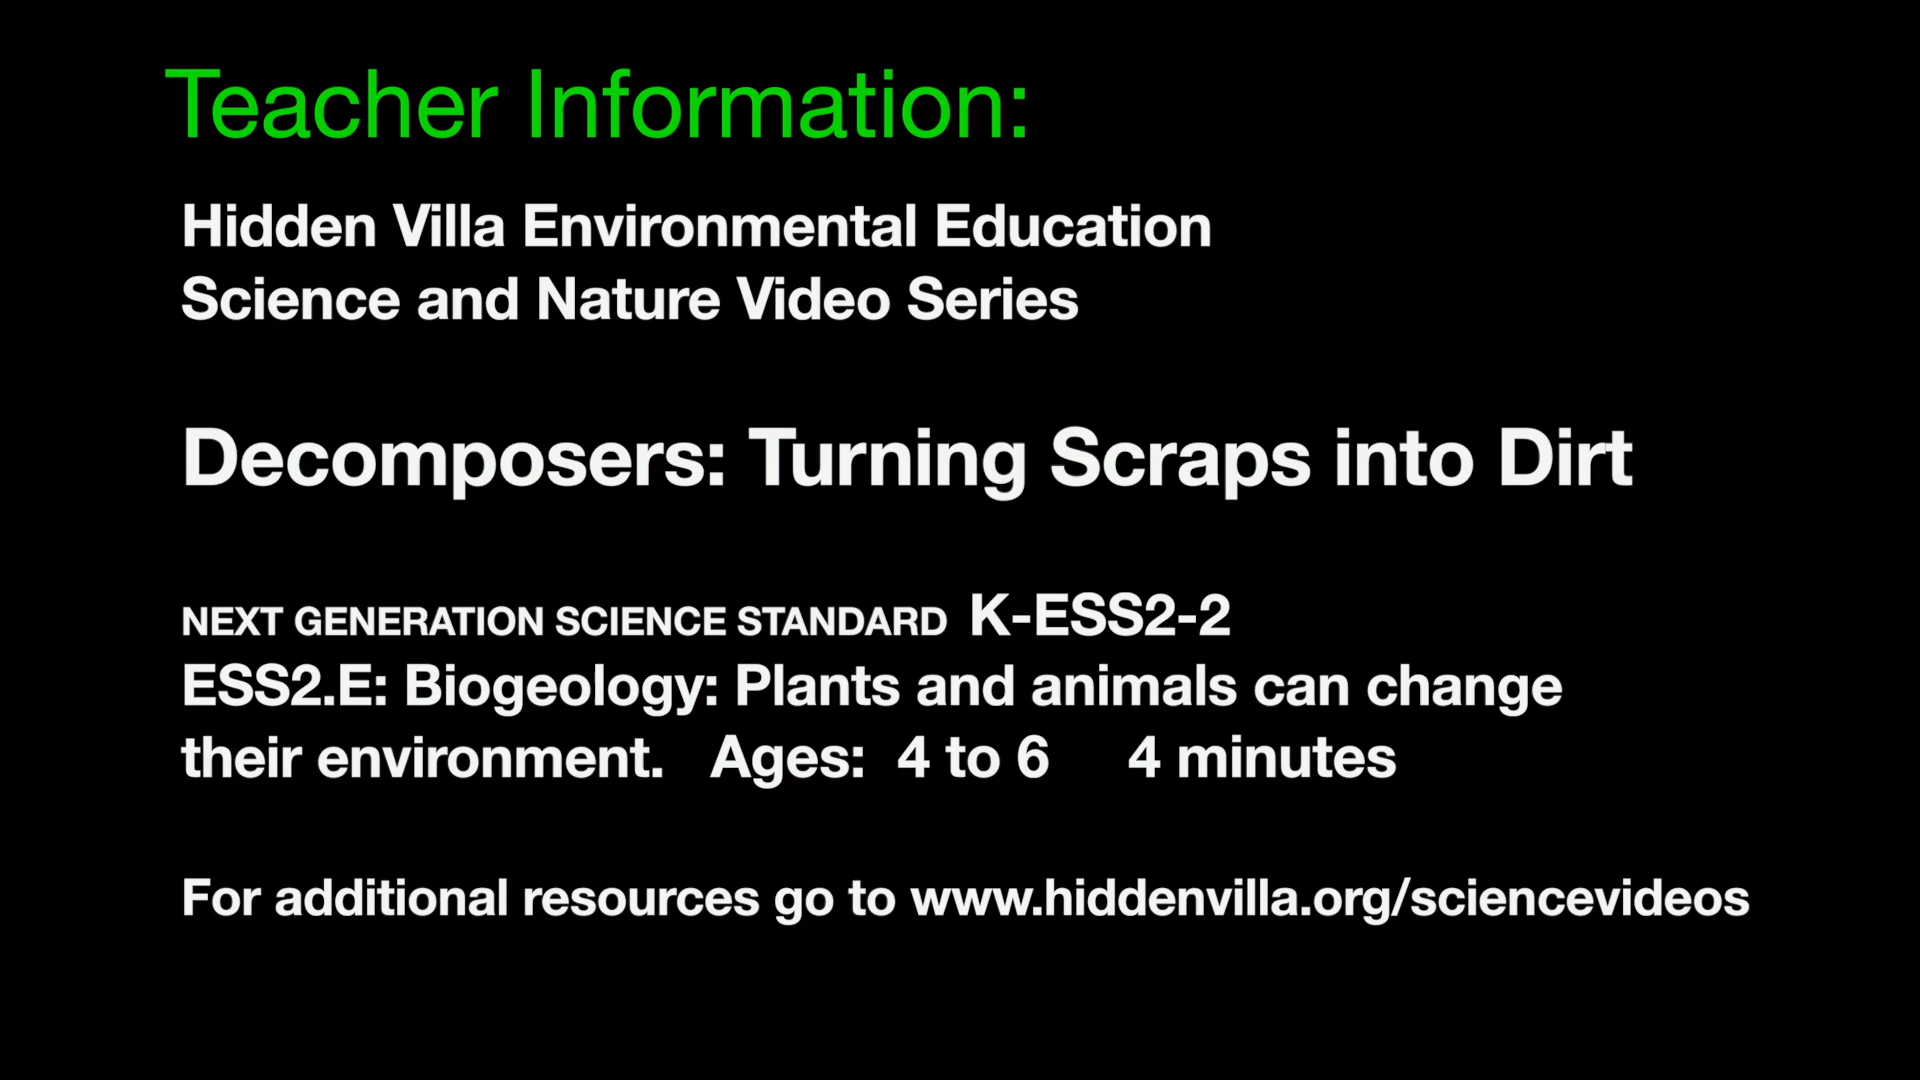 Teacher Information:
Hidden Villa Environmental Education
Science and Nature Video Series
Decomposers: Turning Scraps into Dirt
NEXT GENERATION SCIENCE STANDARD K-ESS2-2
ESS2.E: Biogeology: Plants and animals can change
their environment. Ages: 4 to 6 4 minutes
For additional resources go to www.hiddenvilla.org/sciencevideos